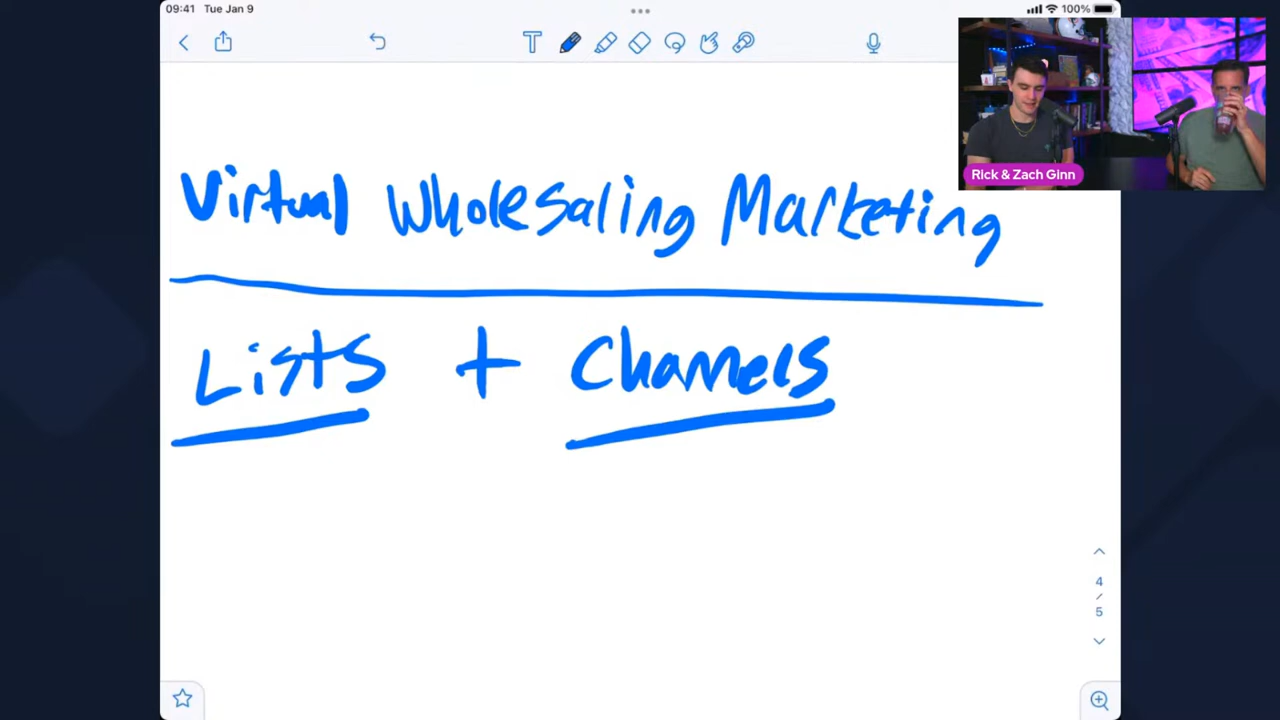 09:41 Tue Jan 9 100%
Rick & Zach Ginn
Virtual Wholesaling Marketing
Lists + Channels
4
/
5